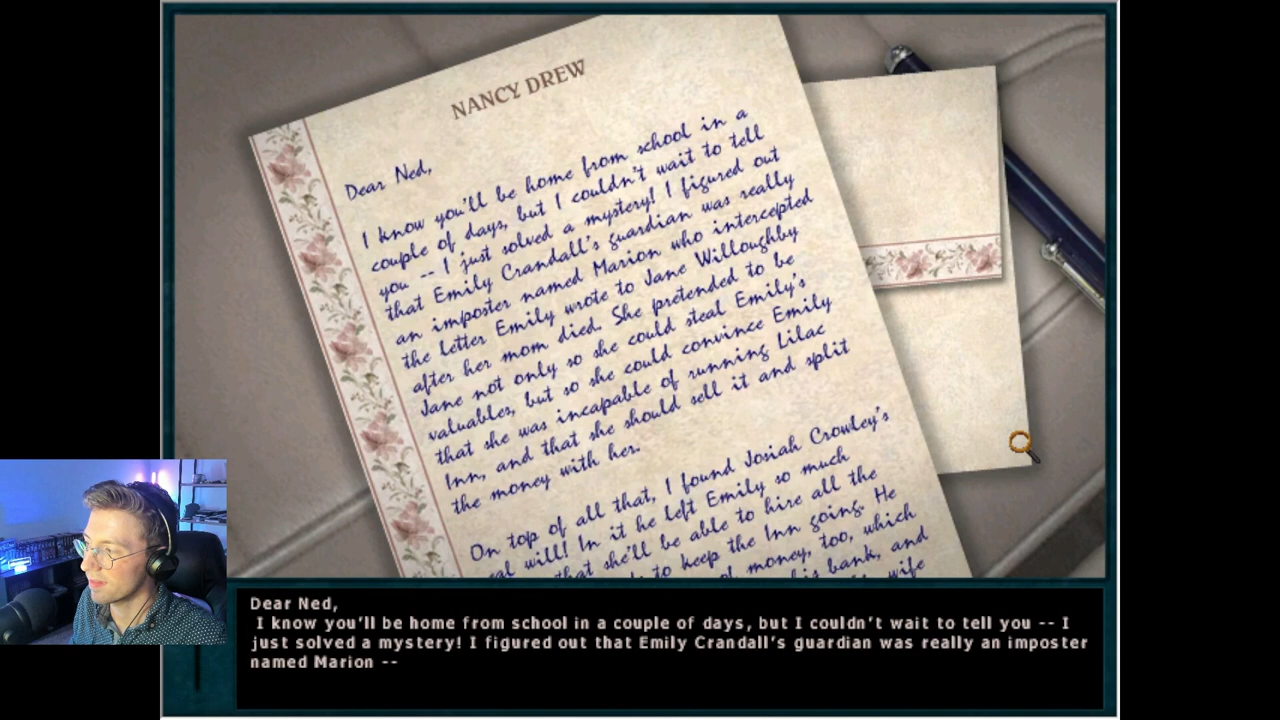 NANCY DREW
Dear Ned,
I know you'll be home from school in a
couple of days, but I couldn't wait to tell
you -- I just solved a mystery! I figured out
that Emily Crandall's guardian was really
an imposter named Marion who intercepted
the letter Emily wrote to Jane Willoughby
after her mom died. She pretended to be
Jane not only so she could steal Emily's
valuables, but so she could convince Emily
that she was incapable of running Lilac
Inn, and that she should sell it and split
the money with her.
On top of all that, I found Josiah Crowley's
will! In it he left Emily so much
that she'll be able to hire all the
to keep the Inn going. He
of money, too, which
his bank, and
wife
Dear Ned,
I know you'll be home from school in a couple of days, but I couldn't wait to tell you -- I
just solved a mystery! I figured out that Emily Crandall's guardian was really an imposter
named Marion --